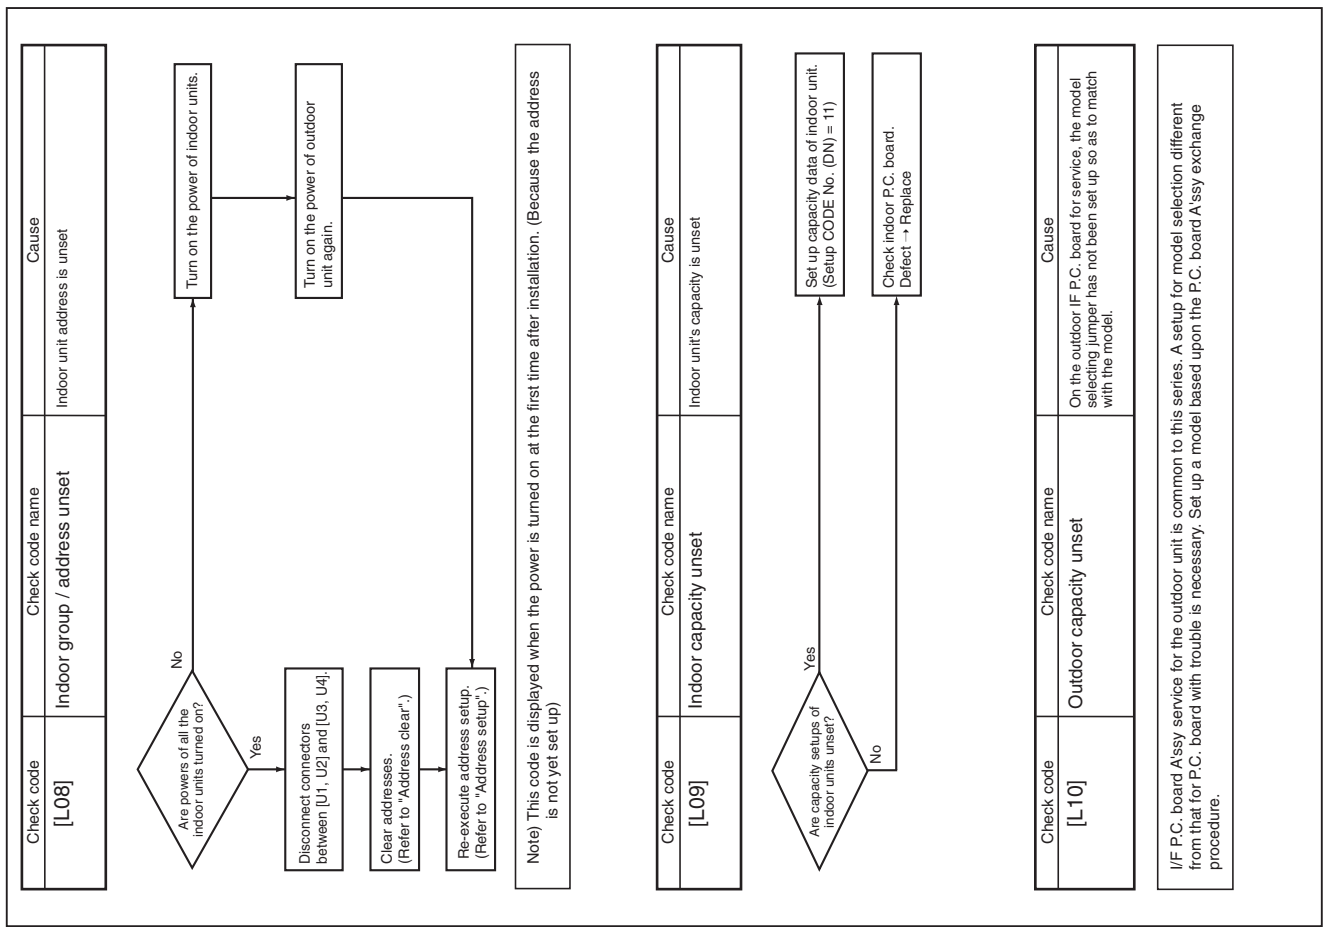 Check code
Check code name
Cause
[L08]
Indoor group / address unset
Indoor unit address is unset
Are powers of all the
indoor units turned on?
No
Turn on the power of indoor units.
Yes
Turn on the power of outdoor
unit again.
Disconnect connectors
between [U1, U2] and [U3, U4].
Clear addresses.
(Refer to "Address clear".)
Re-execute address setup.
(Refer to "Address setup".)
Note) This code is displayed when the power is turned on at the first time after installation. (Because the address
is not yet set up)
Check code
Check code name
Cause
[L09]
Indoor capacity unset
Indoor unit's capacity is unset
Are capacity setups of
indoor units unset?
Yes
Set up capacity data of indoor unit.
(Setup CODE No. (DN) = 11)
No
Check indoor P.C. board.
Defect → Replace
Check code
Check code name
Cause
[L10]
Outdoor capacity unset
On the outdoor IF P.C. board for service, the model
selecting jumper has not been set up so as to match
with the model.
I/F P.C. board A'ssy service for the outdoor unit is common to this series. A setup for model selection different
from that for P.C. board with trouble is necessary. Set up a model based upon the P.C. board A'ssy exchange
procedure.